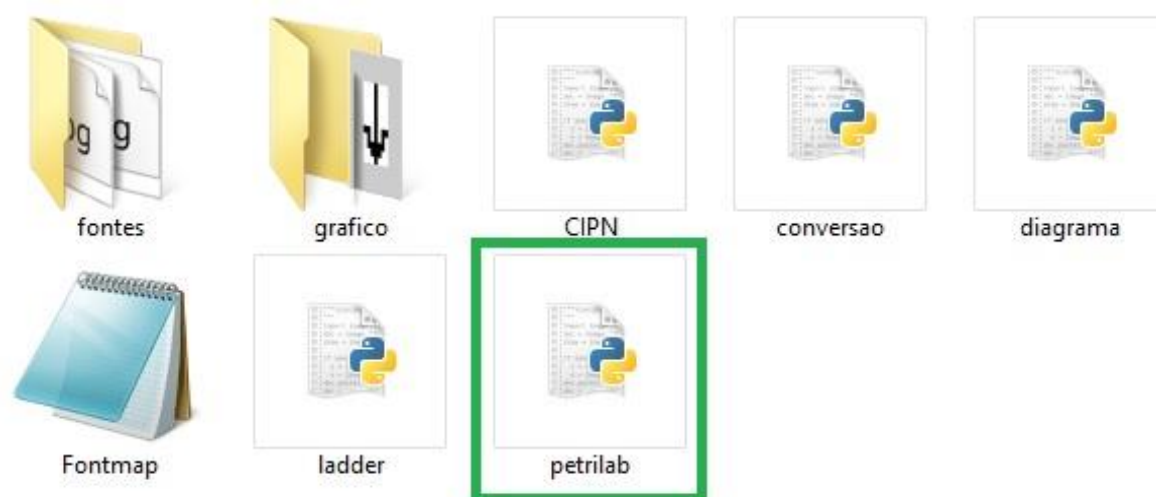 fontes
grafico
CIPN
conversao
diagrama
Fontmap
ladder
petrilab